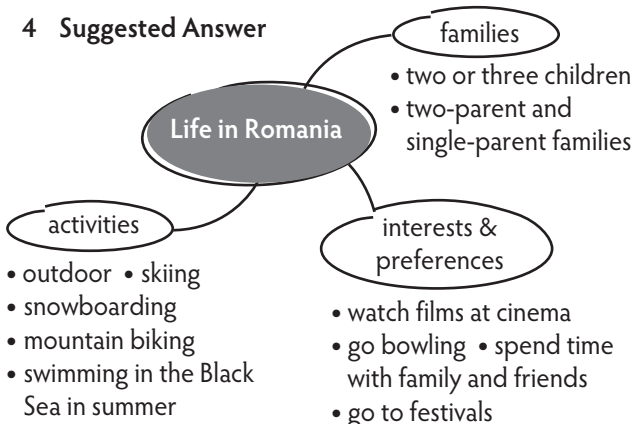 4 Suggested Answer
families
• two or three children
• two-parent and
single-parent families
Life in Romania
activities
• outdoor • skiing
• snowboarding
• mountain biking
• swimming in the Black
Sea in summer
interests &
preferences
• watch films at cinema
• go bowling • spend time
with family and friends
• go to festivals